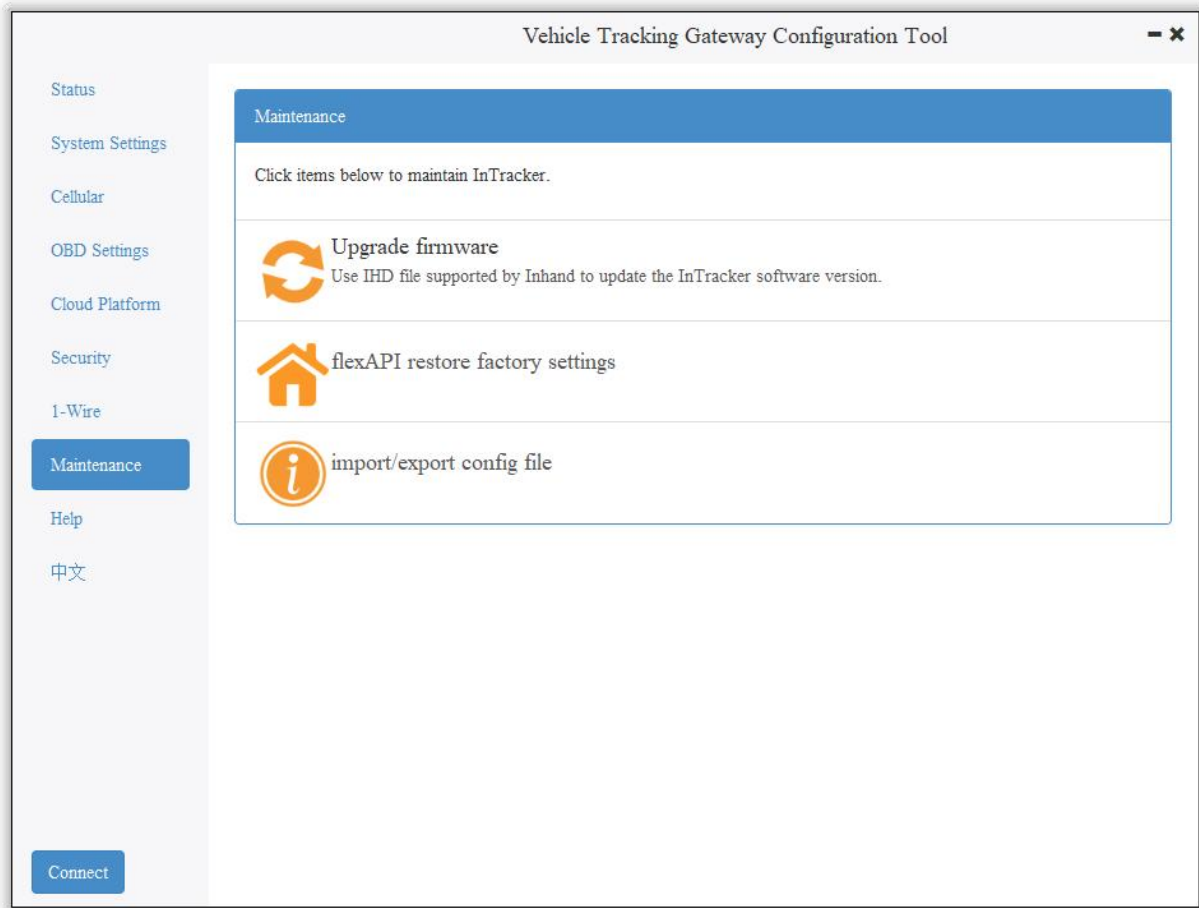 Vehicle Tracking Gateway Configuration Tool
Status
System Settings
Cellular
OBD Settings
Cloud Platform
Security
1-Wire
Maintenance
Help
中文
Connect
Maintenance
Click items below to maintain InTracker.
Upgrade firmware
Use IHD file supported by Inhand to update the InTracker software version.
flexAPI restore factory settings
import/export config file